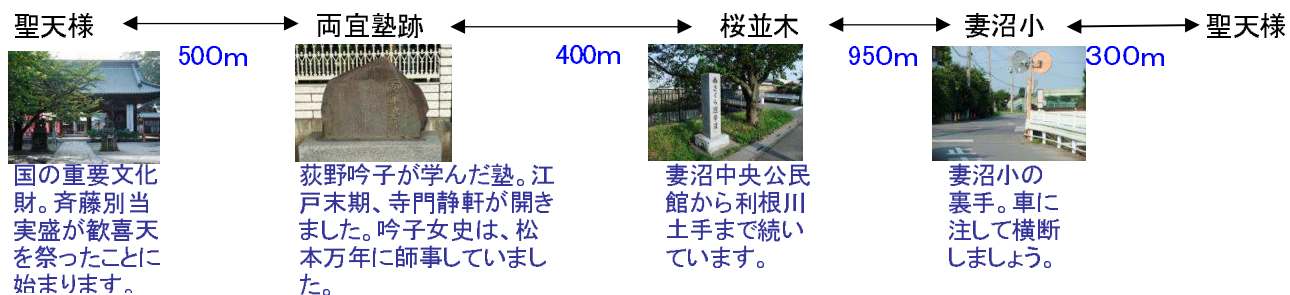 聖天様
両宜塾跡
桜並木
妻沼小
聖天様
500m
400m
950m
300m
国の重要文化
財。斉藤別当
実盛が歓喜天
を祭ったことに
始まります。
荻野吟子が学んだ塾。江
戸末期、寺門静軒が開き
ました。吟子女史は、松
本万年に師事していまし
た。
妻沼中央公民
館から利根川
土手まで続い
ています。
妻沼小の
裏手。車に
注して横断
しましょう。